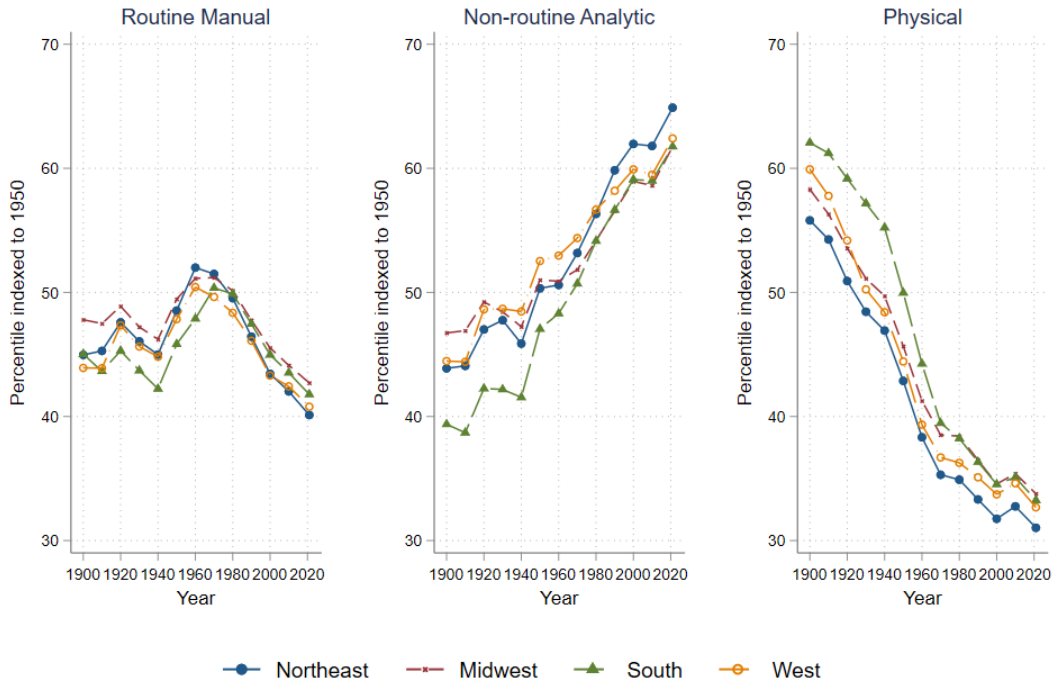 Routine Manual
Non-routine Analytic
Physical
Percentile indexed to 1950
70
60
50
40
30
1900 1920 1940 1960 1980 2000 2020
Year
Percentile indexed to 1950
70
60
50
40
30
1900 1920 1940 1960 1980 2000 2020
Year
Percentile indexed to 1950
70
60
50
40
30
1900 1920 1940 1960 1980 2000 2020
Year
Northeast Midwest South West